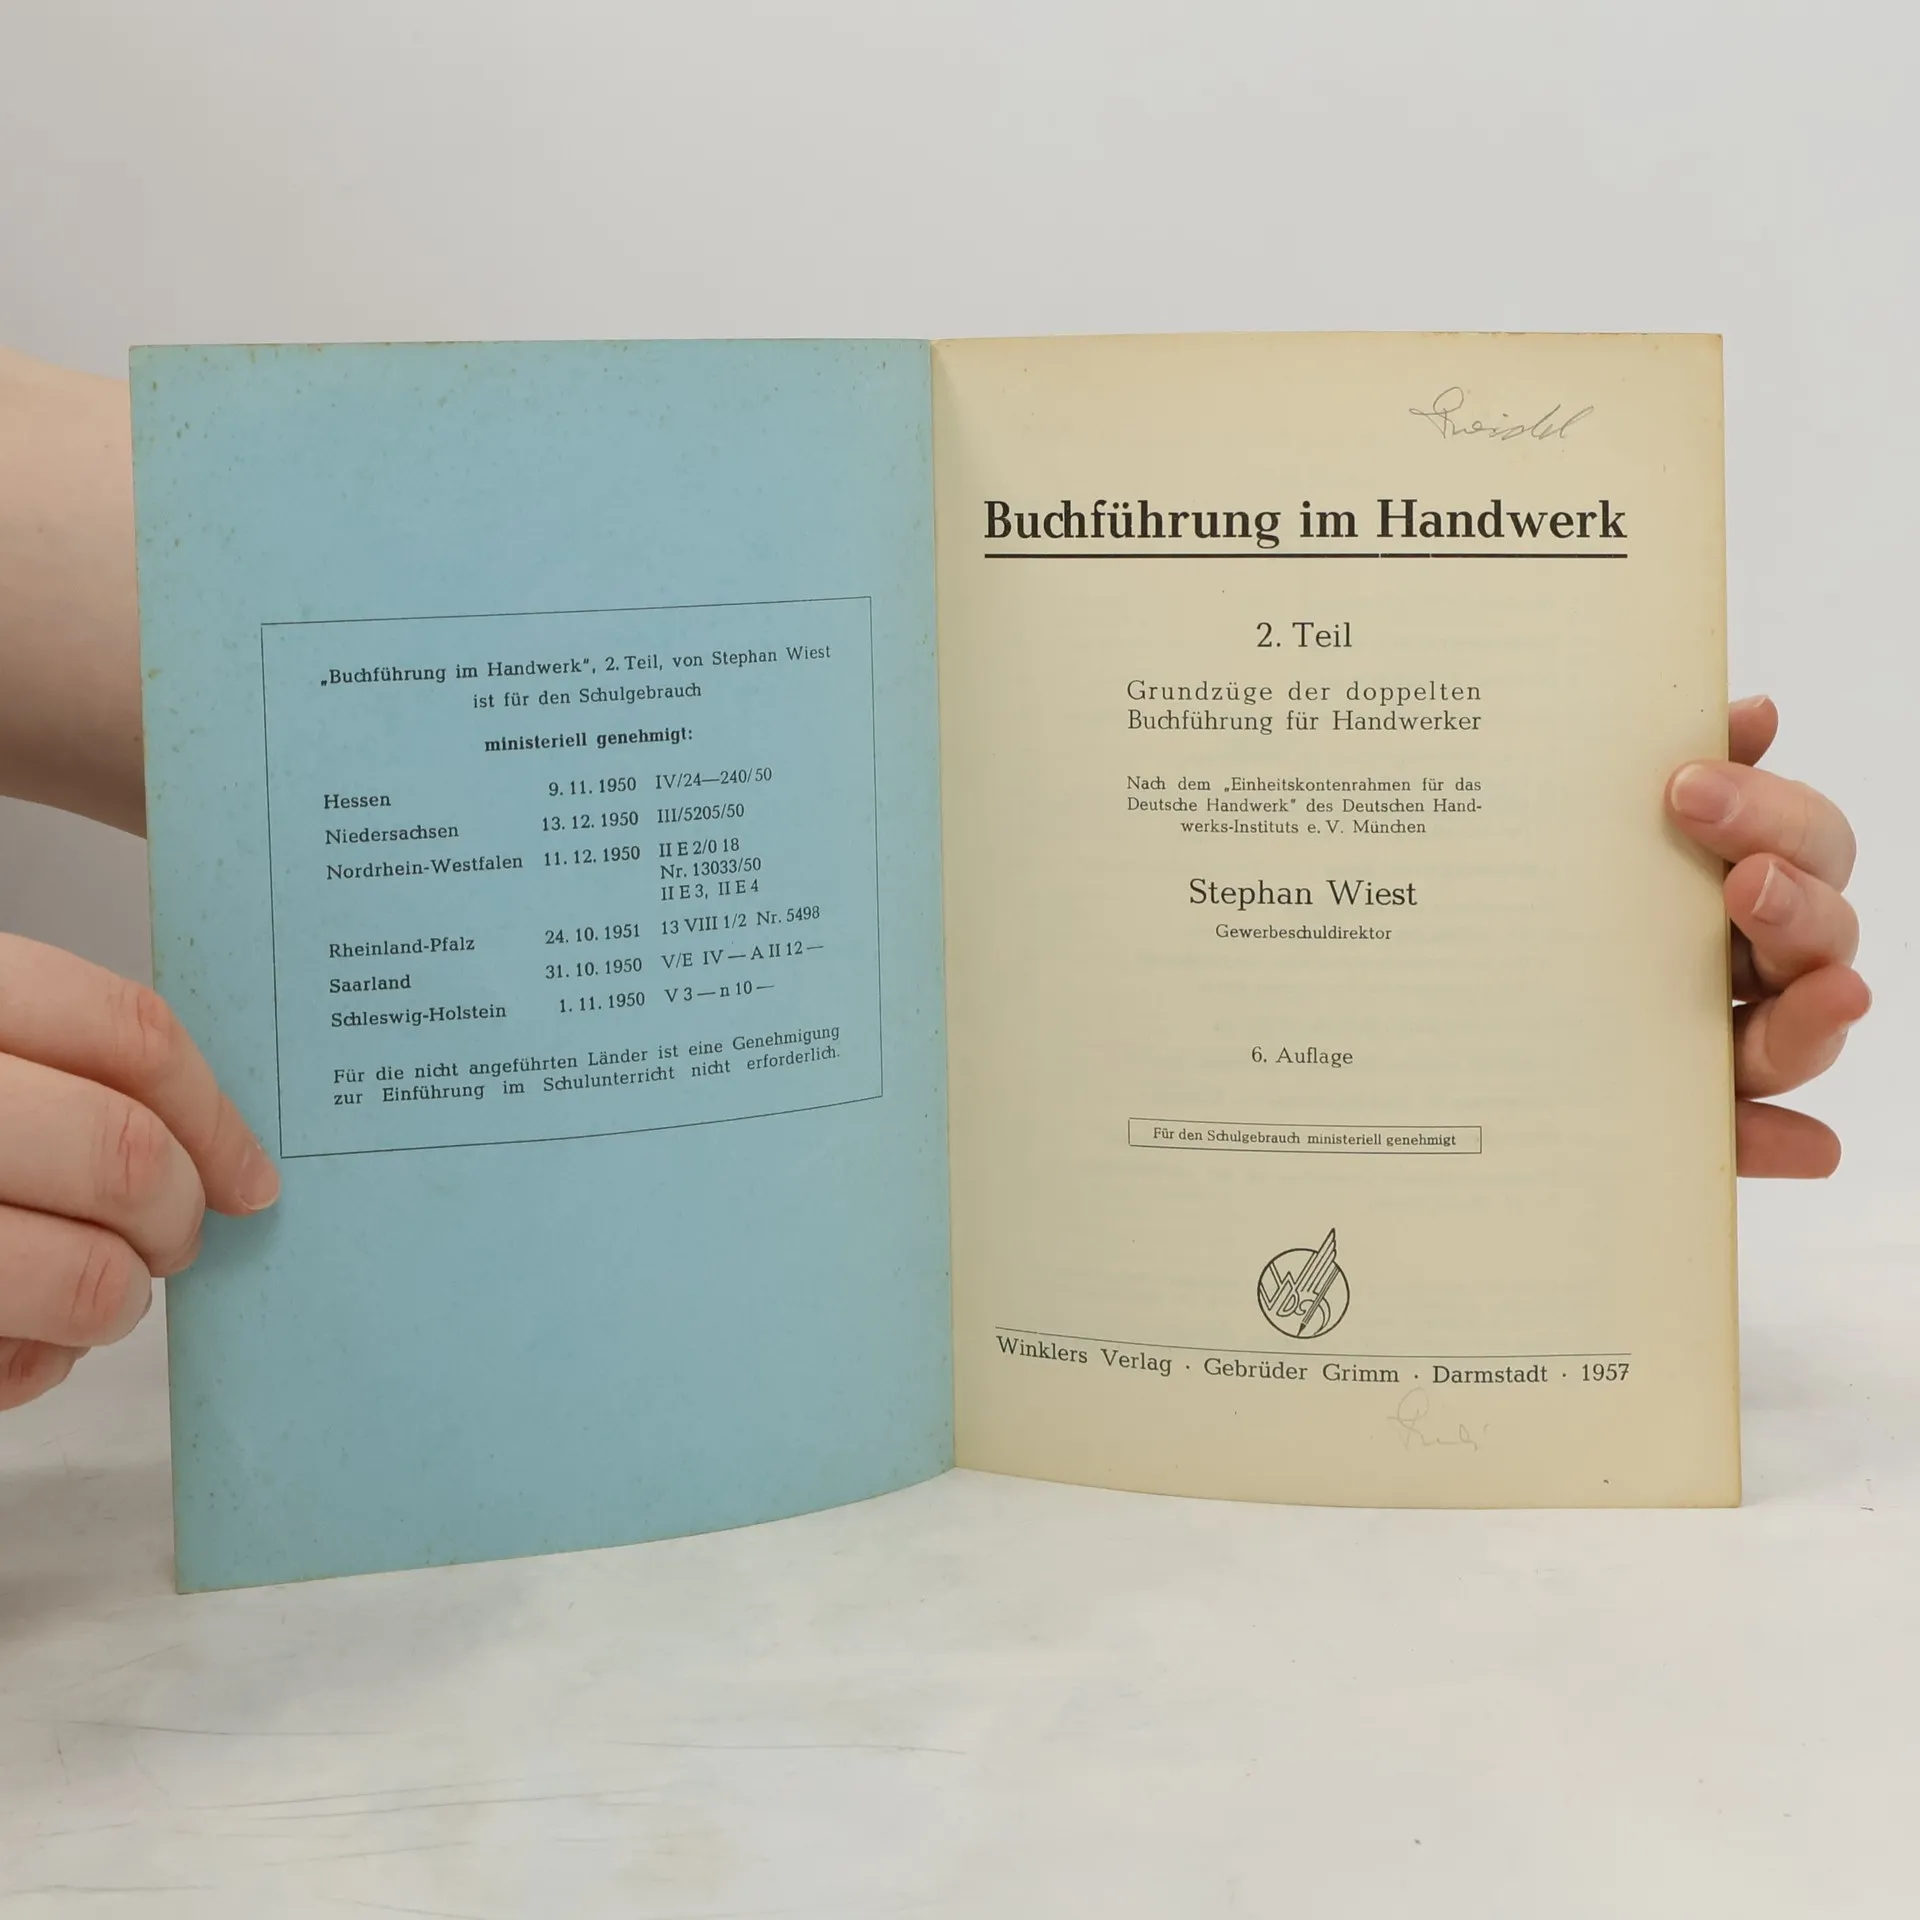 „Buchführung im Handwerk", 2. Teil, von Stephan Wiest
ist für den Schulgebrauch
ministeriell genehmigt:
Hessen 9. 11. 1950 IV/24—240/50
Niedersachsen 13. 12. 1950 III/5205/50
Nordrhein-Westfalen 11. 12. 1950 II E 2/0 18
Nr. 13033/50
II E 3, II E 4
Rheinland-Pfalz 24. 10. 1951 13 VIII 1/2 Nr. 5498
Saarland 31. 10. 1950 V/E IV — A II 12 —
Schleswig-Holstein 1. 11. 1950 V 3 — n 10 —
Für die nicht angeführten Länder ist eine Genehmigung
zur Einführung im Schulunterricht nicht erforderlich.
Buchführung im Handwerk
2. Teil
Grundzüge der doppelten
Buchführung für Handwerker
Nach dem „Einheitskontenrahmen für das
Deutsche Handwerk" des Deutschen Hand-
werks-Instituts e. V. München
Stephan Wiest
Gewerbeschuldirektor
6. Auflage
Für den Schulgebrauch ministeriell genehmigt
Winklers Verlag · Gebrüder Grimm · Darmstadt · 1957